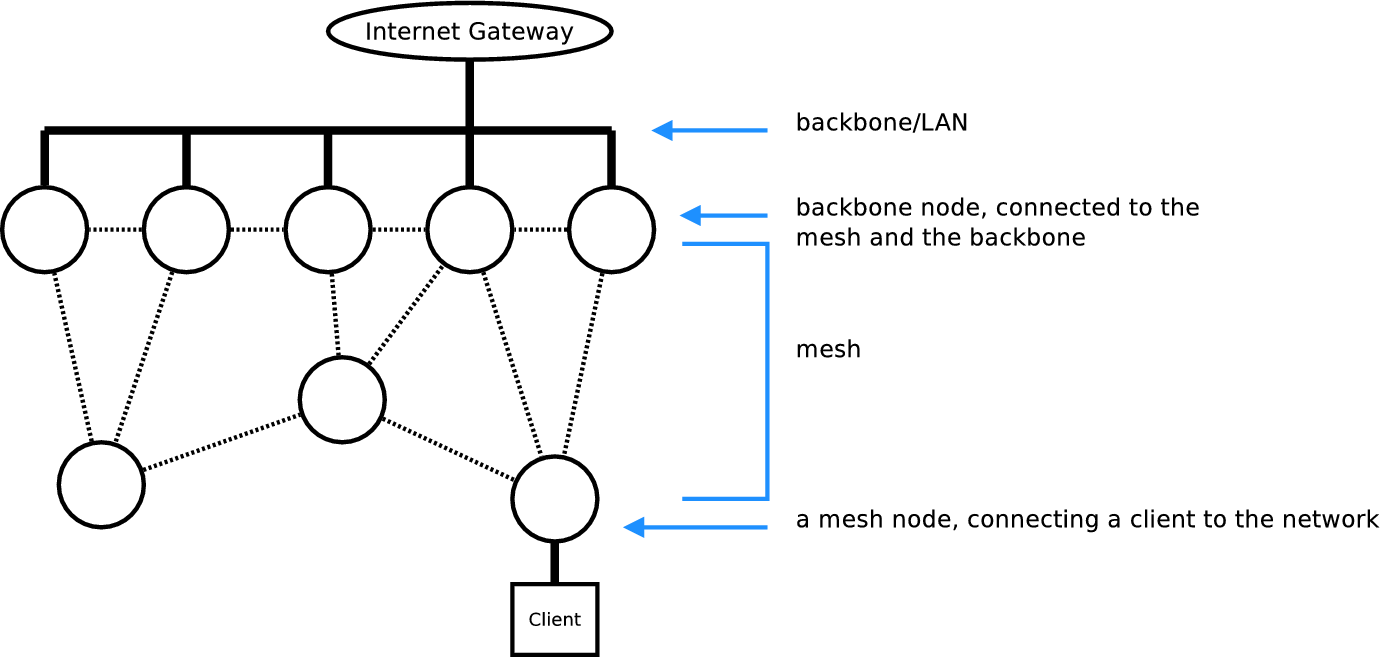 Internet Gateway
backbone/LAN
backbone node, connected to the
mesh and the backbone
mesh
a mesh node, connecting a client to the network
Client